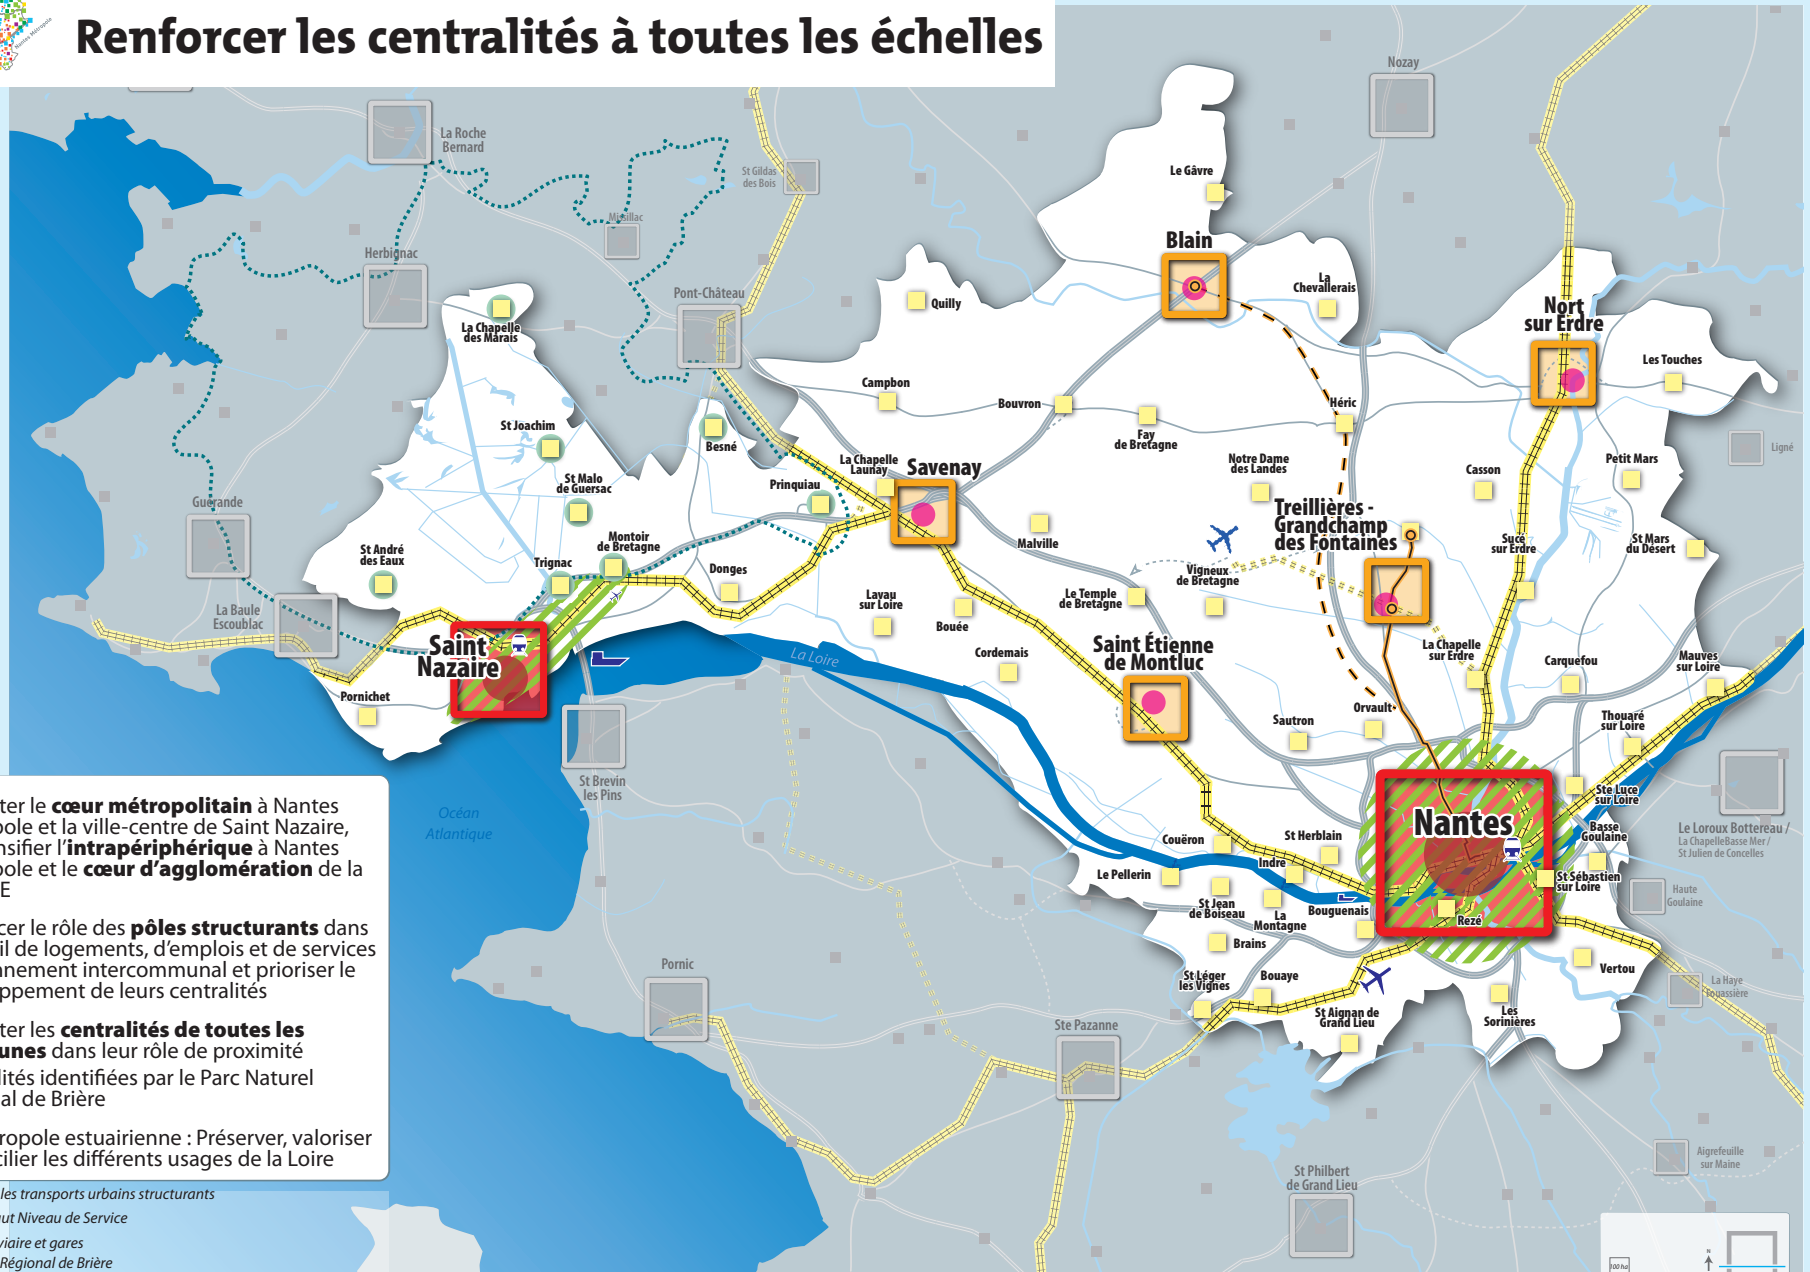 Nantes Métropole
Renforcer les centralités à toutes les échelles
Nozay
La Roche
Bernard
St Gildas
des Bois
Le Gâvre
Missillac
Blain
Herbignac
La
Chevallerais
Pont-Château
Quilly
Nort
sur Erdre
La Chapelle
des Marais
Les Touches
Campbon
Bouvron
Héric
St Joachim
Besné
Fay
de Bretagne
Ligné
La Chapelle
Launay
Savenay
Notre Dame
des Landes
Casson
Petit Mars
St Malo
de Guersac
Prinquiau
Guérande
Treillières -
Grandchamp
des Fontaines
Malville
Montoir
de Bretagne
Sucé
sur Erdre
St Mars
du Désert
St André
des Eaux
Trignac
Donges
Vigneux
de Bretagne
Lavau
sur Loire
Le Temple
de Bretagne
La Baule
Escoublac
Bouée
Saint
Nazaire
La Loire
Cordemais
Saint Étienne
de Montluc
La Chapelle
sur Erdre
Carquefou
Mauves
sur Loire
Pornichet
Orvault
Sautron
Thouaré
sur Loire
St Brevin
les Pins
Ste Luce
sur Loire
Océan
Atlantique
Nantes
Basse
Goulaine
Le Loroux Bottereau /
La ChapelleBasse Mer /
St Julien de Concelles
Couëron
St Herblain
Indre
Le Pellerin
St Sébastien
sur Loire
Haute
Goulaine
St Jean
de Boiseau
La
Montagne
Bouguenais
Rezé
Brains
Vertou
Pornic
St Léger
les Vignes
Bouaye
La Haye
Fouassière
Ste Pazanne
St Aignan de
Grand Lieu
Les
Sorinières
Aigrefeuille
sur Maine
St Philbert
de Grand Lieu
ter le cœur métropolitain à Nantes
pole et la ville-centre de Saint Nazaire,
nsifier l'intrapériphérique à Nantes
pole et le cœur d'agglomération de la
E
cer le rôle des pôles structurants dans
il de logements, d'emplois et de services
nnement intercommunal et prioriser le
ppement de leurs centralités
ter les centralités de toutes les
unes dans leur rôle de proximité
lités identifiées par le Parc Naturel
al de Brière
ropole estuairienne : Préserver, valoriser
cilier les différents usages de la Loire
les transports urbains structurants
ut Niveau de Service
viaire et gares
Régional de Brière
100 ha
N